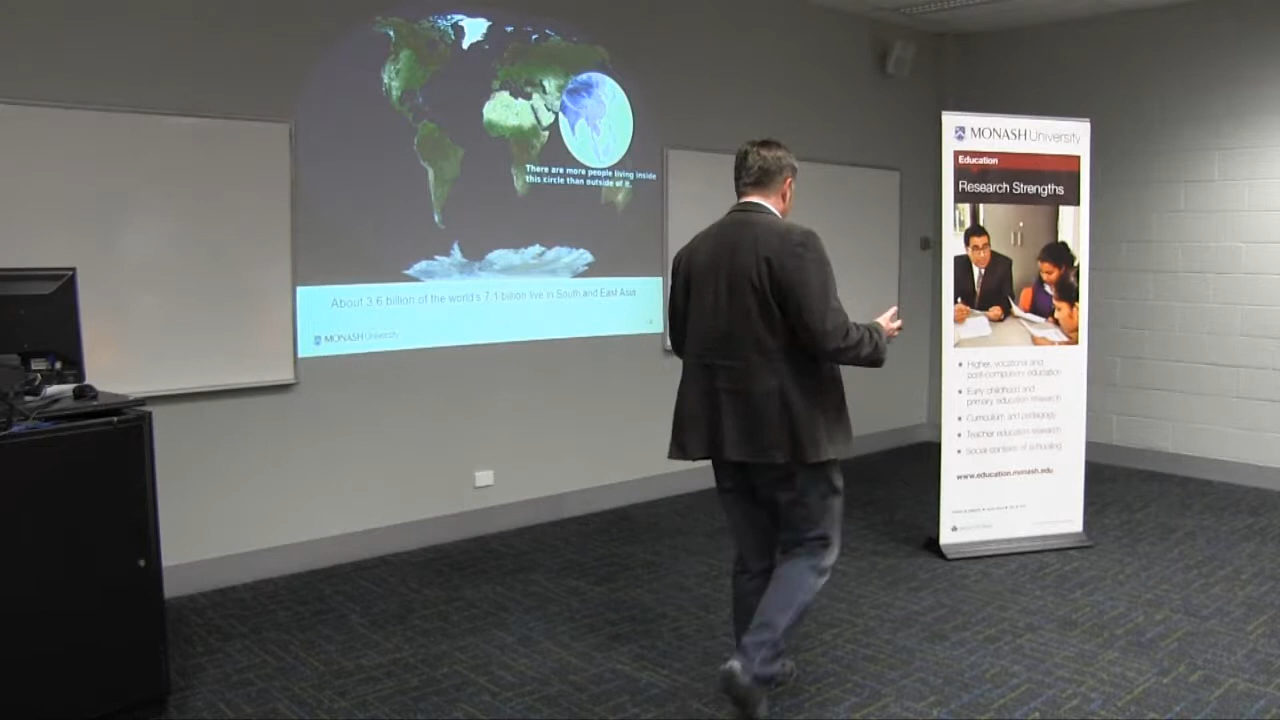 There are more people living inside
this circle than outside of it.
About 3.6 billion of the world's 7.1 billion live in South and East Asia
MONASH University
MONASH University
Education
Research Strengths
Higher, vocational and
post-compulsory education
Early childhood and
primary education research
Curriculum and pedagogy
Teacher education research
Social contexts of schooling
www.education.monash.edu